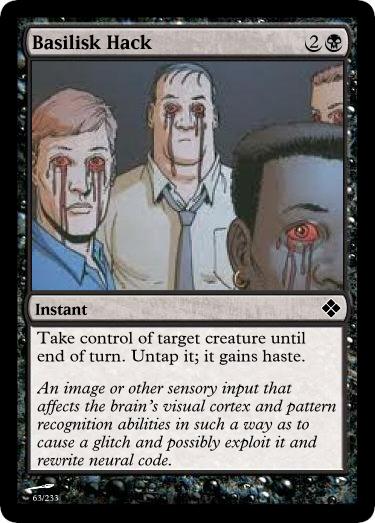 Basilisk Hack 2
Instant
Take control of target creature until
end of turn. Untap it; it gains haste.
An image or other sensory input that
affects the brain's visual cortex and pattern
recognition abilities in such a way as to
cause a glitch and possibly exploit it and
rewrite neural code.
63/233